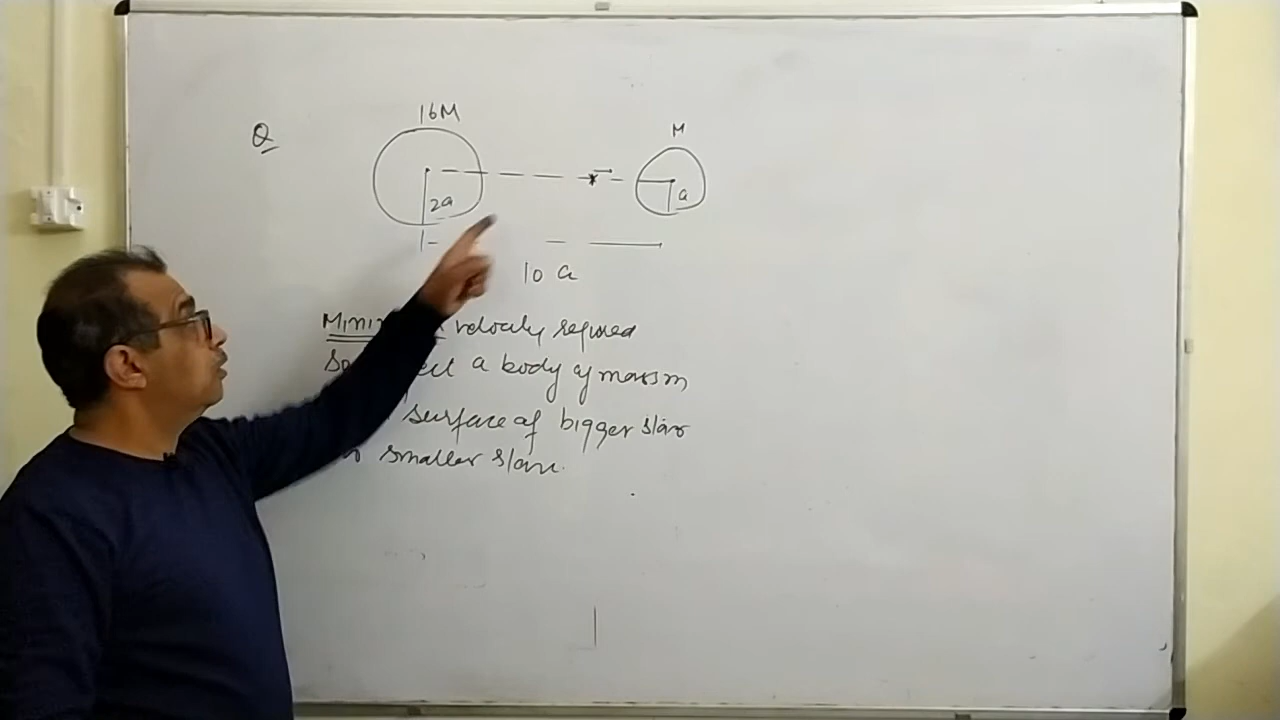 Q
16M
M
2a
a
10 a
velocity required
a body of mass m
surface of bigger star
smaller star.